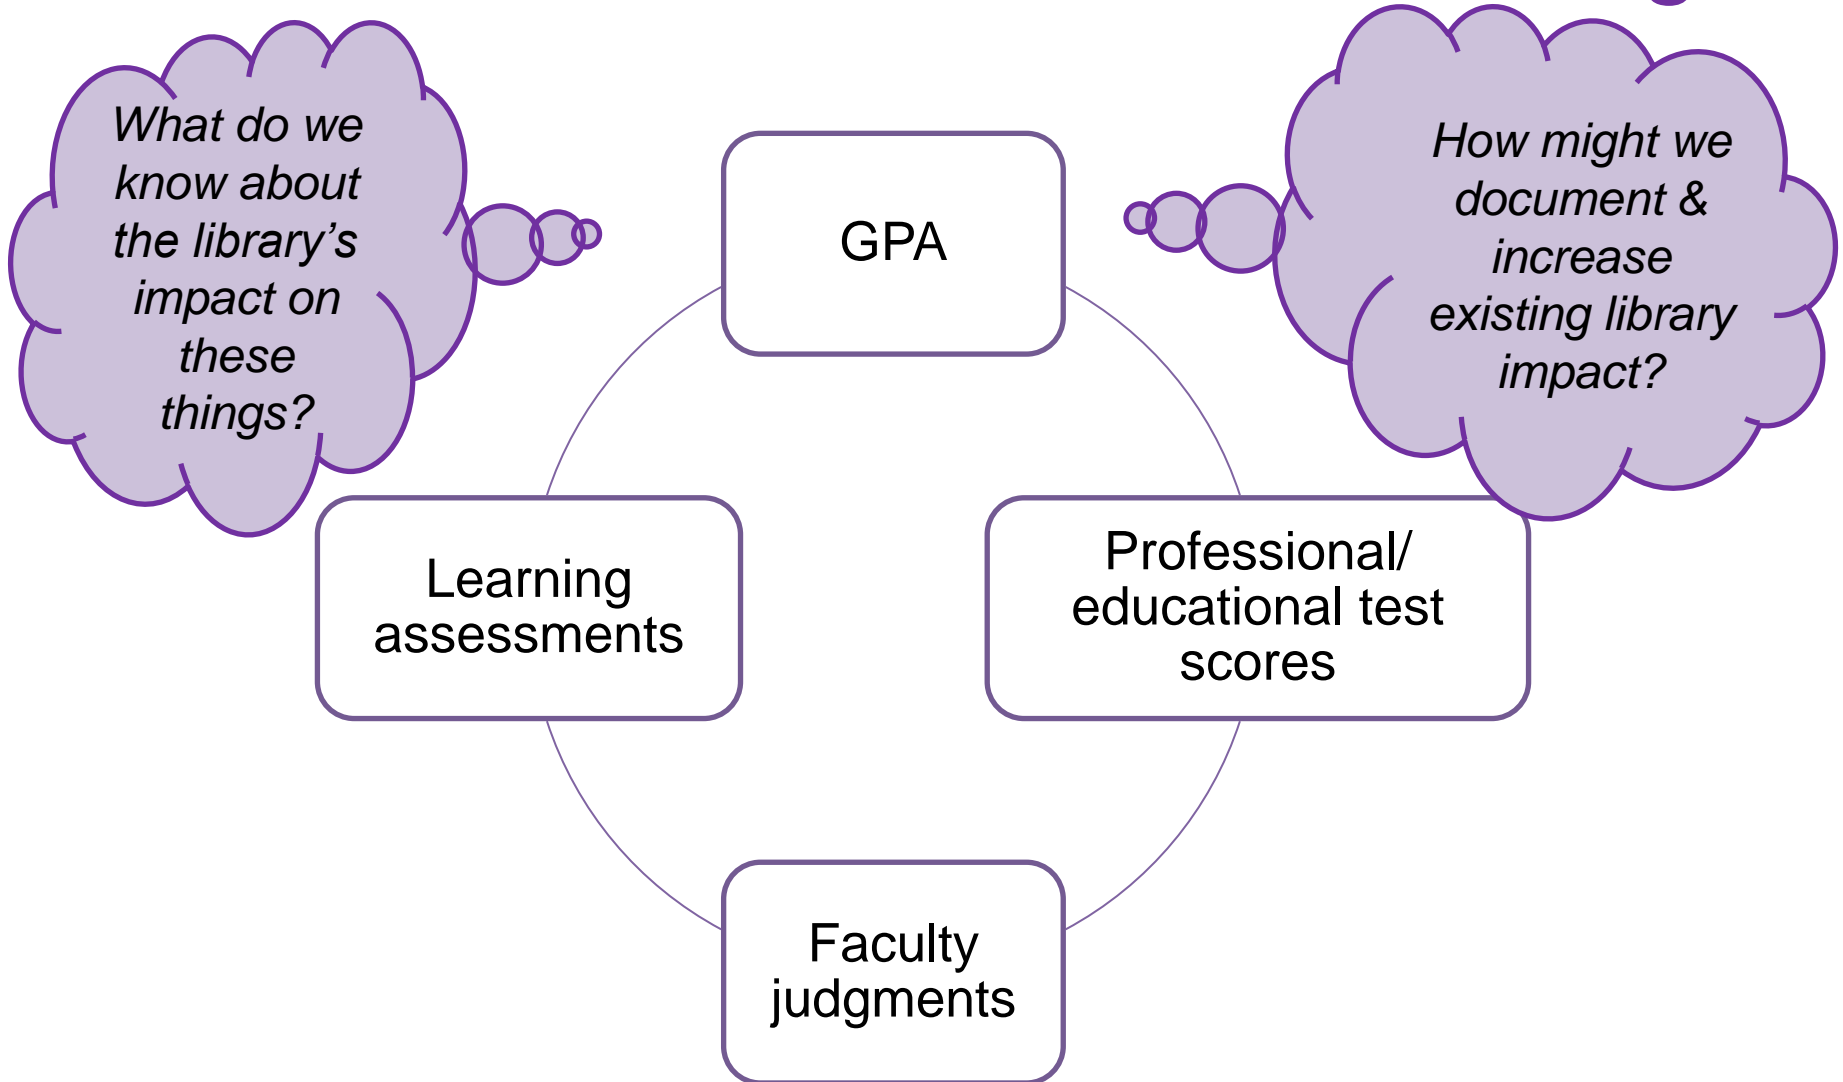 What do we
know about
the library’s
impact on
these
things?
GPA
How might we
document &
increase
existing library
impact?
Learning
assessments
Professional/
educational test
scores
Faculty
judgments